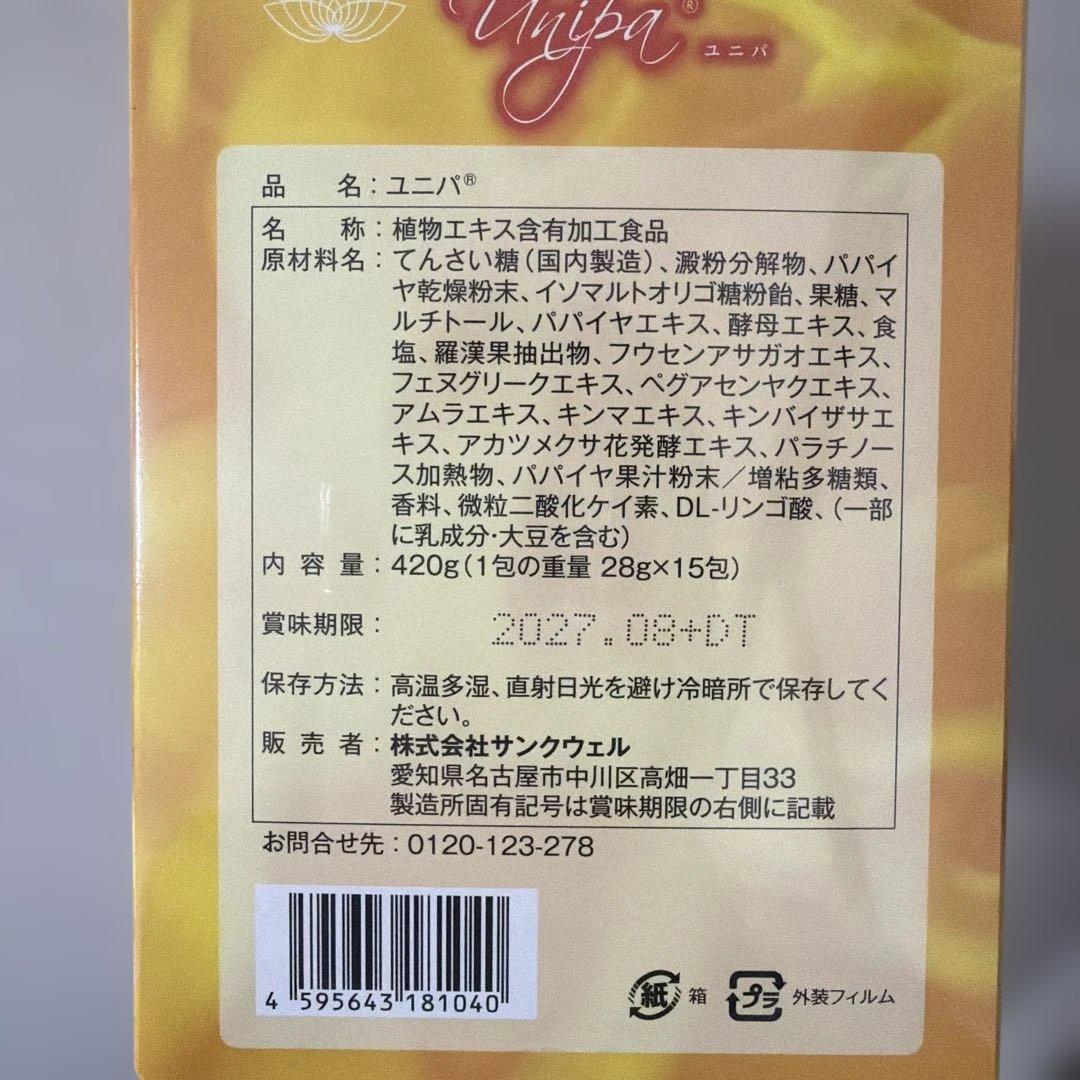 Unipa®
ユニパ
品　名：ユニパ®
名　称：植物エキス含有加工食品
原材料名：てんさい糖（国内製造）、澱粉分解物、パパイ
ヤ乾燥粉末、イソマルトオリゴ糖粉飴、果糖、マ
ルチトール、パパイヤエキス、酵母エキス、食
塩、羅漢果抽出物、フウセンアサガオエキス、
フェヌグリークエキス、ペグアセンヤクエキス、
アムラエキス、キンマエキス、キンバイザサエ
キス、アカツメクサ花発酵エキス、パラチノー
ス加熱物、パパイヤ果汁粉末／増粘多糖類、
香料、微粒二酸化ケイ素、DL-リンゴ酸、（一部
に乳成分・大豆を含む）
内容量：420g（1包の重量 28g×15包）
賞味期限：2027.08+DT
保存方法：高温多湿、直射日光を避け冷暗所で保存してく
ださい。
販売者：株式会社サンクウェル
愛知県名古屋市中川区高畑一丁目33
製造所固有記号は賞味期限の右側に記載
お問合せ先：0120-123-278
4 595643 181040
紙 箱 プラ 外装フィルム